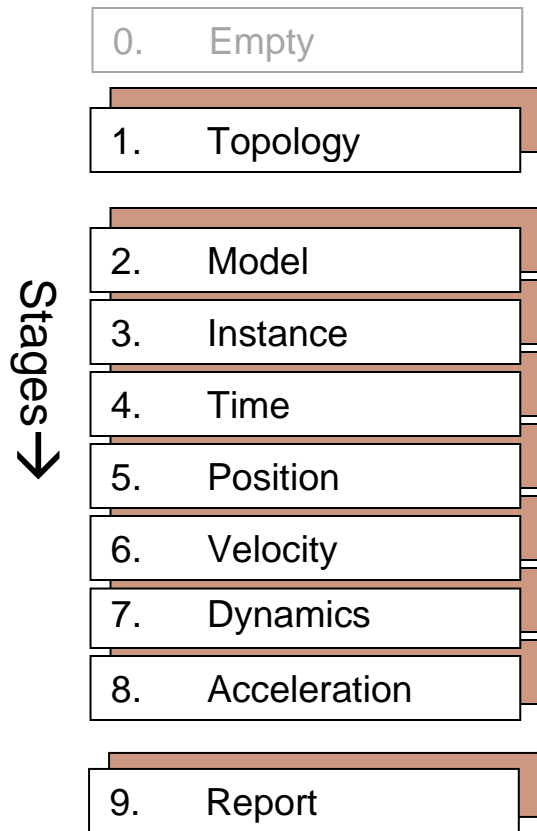 0. Empty
1. Topology
2. Model
3. Instance
4. Time
5. Position
6. Velocity
7. Dynamics
8. Acceleration
9. Report
Stages→